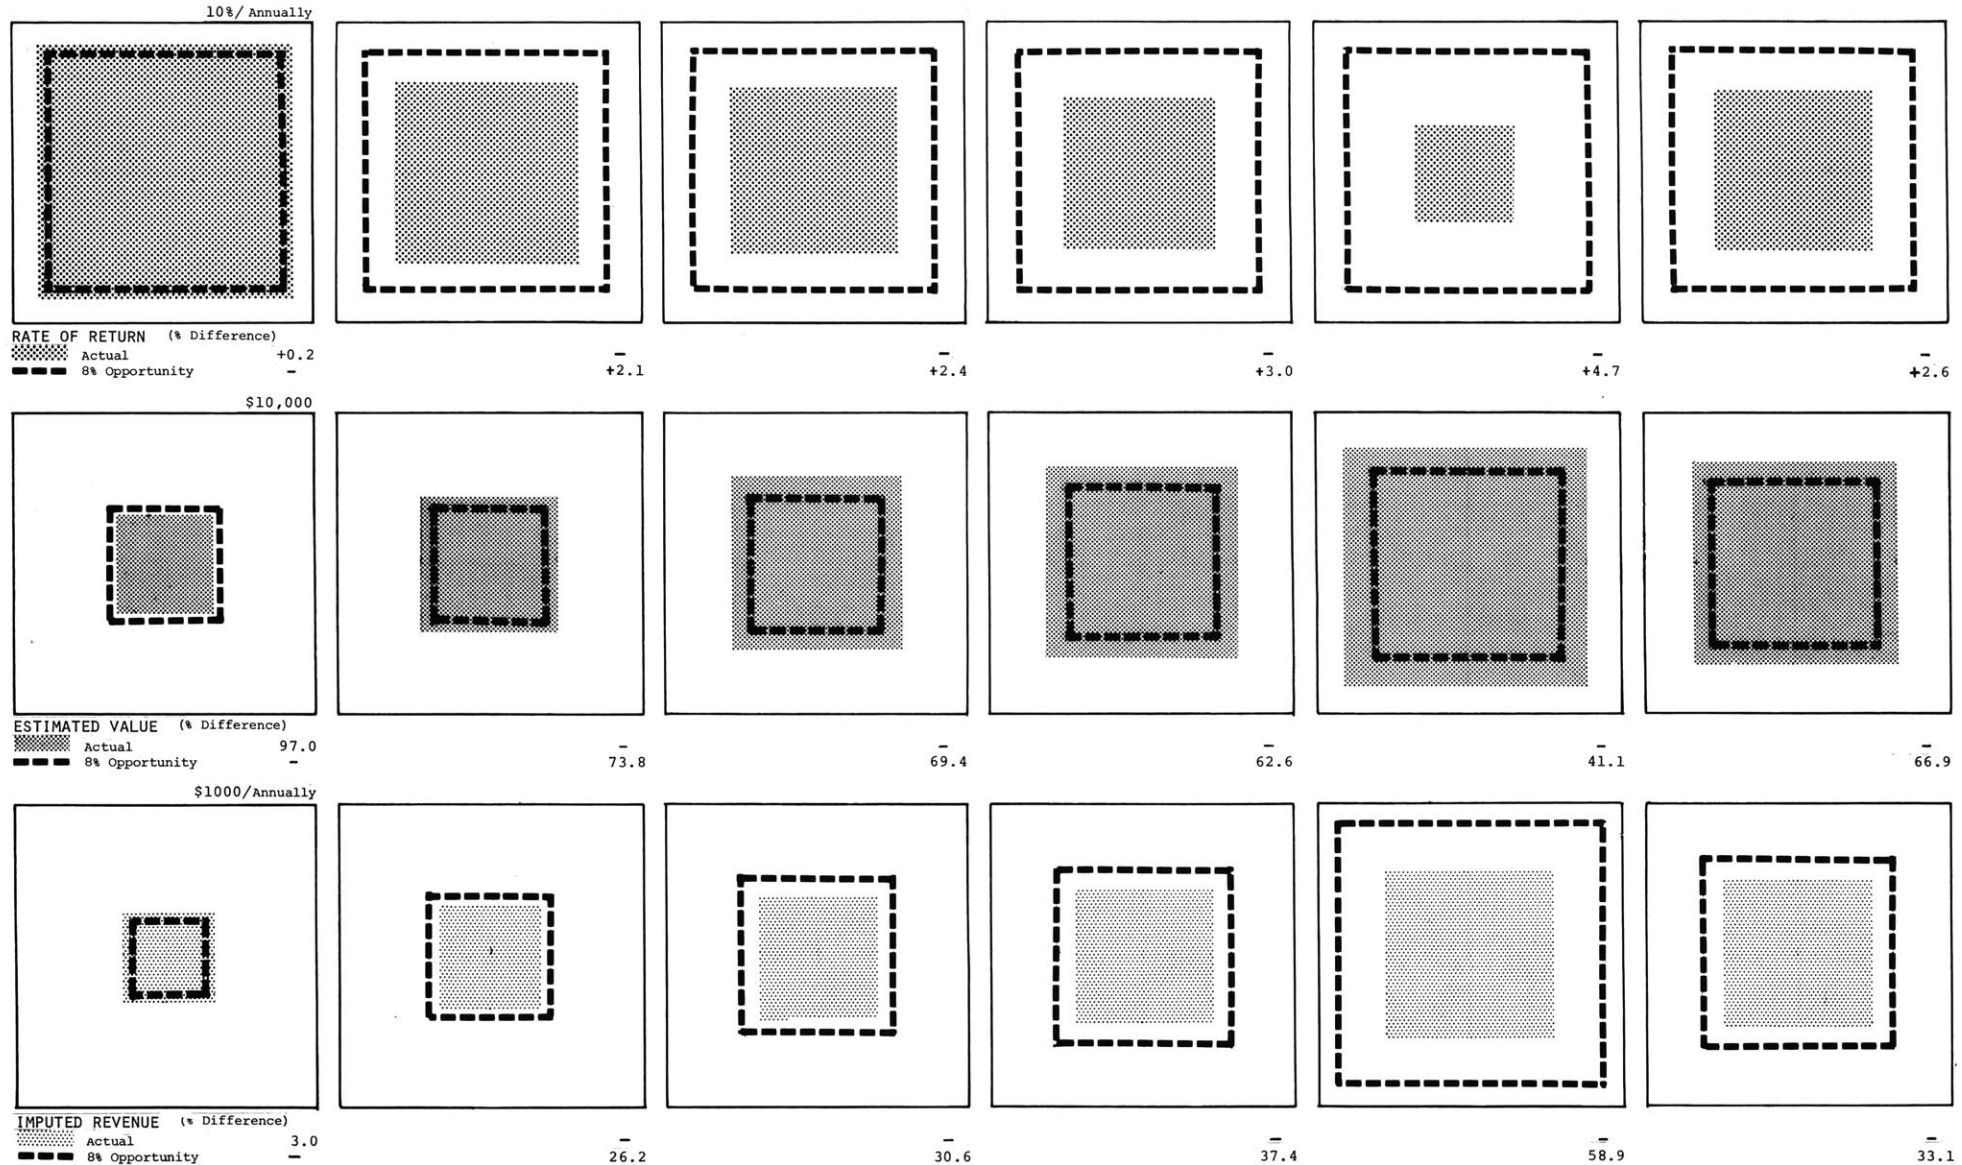 10%/ Annually
RATE OF RETURN (% Difference)
Actual +0.2 – – – – –
8% Opportunity – +2.1 +2.4 +3.0 +4.7 +2.6
$10,000
ESTIMATED VALUE (% Difference)
Actual 97.0 – – – – –
8% Opportunity – 73.8 69.4 62.6 41.1 66.9
$1000/Annually
IMPUTED REVENUE (% Difference)
Actual 3.0 – – – – –
8% Opportunity – 26.2 30.6 37.4 58.9 33.1